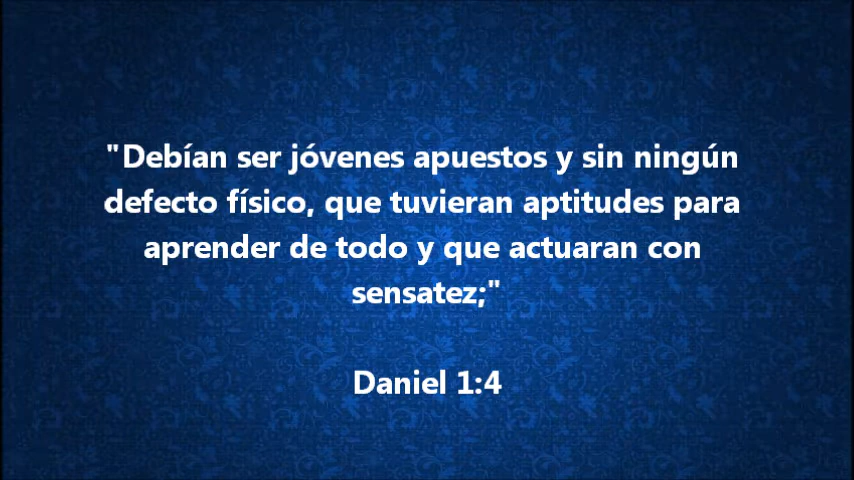 "Debían ser jóvenes apuestos y sin ningún
defecto físico, que tuvieran aptitudes para
aprender de todo y que actuaran con
sensatez;"
Daniel 1:4